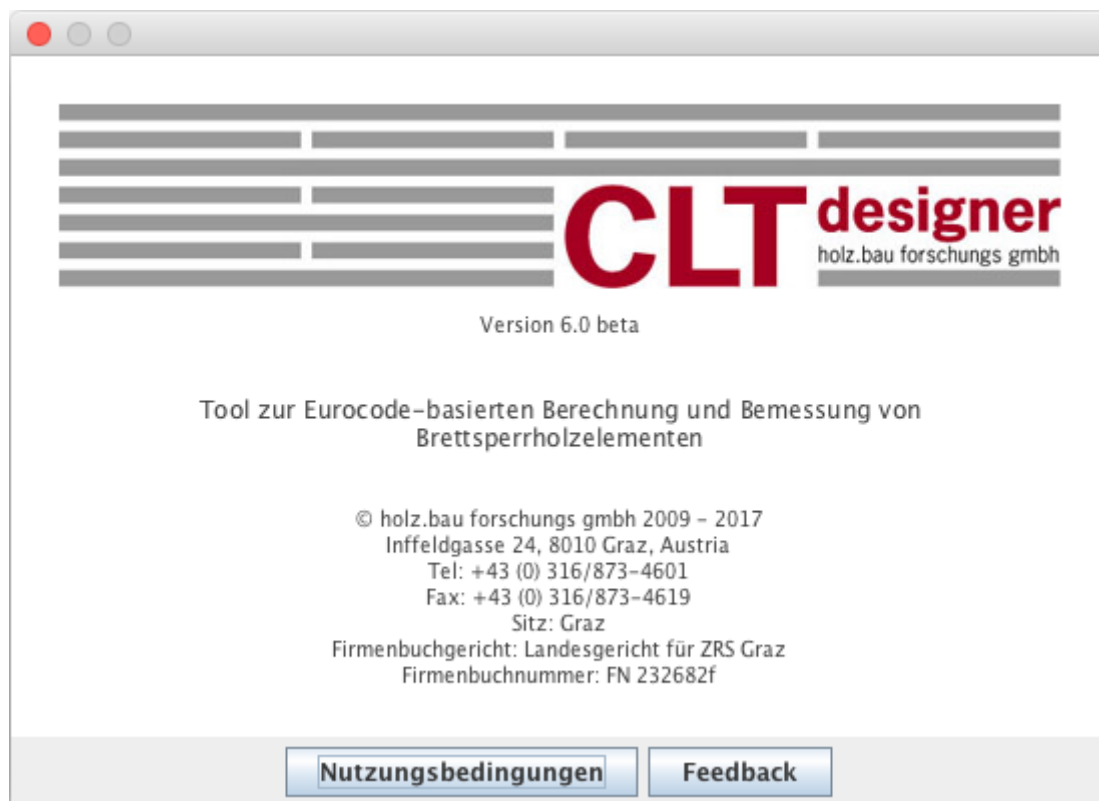 CLT designer
holz.bau forschungs gmbh
Version 6.0 beta
Tool zur Eurocode-basierten Berechnung und Bemessung von
Brettsperrholzelementen
© holz.bau forschungs gmbh 2009 - 2017
Inffeldgasse 24, 8010 Graz, Austria
Tel: +43 (0) 316/873-4601
Fax: +43 (0) 316/873-4619
Sitz: Graz
Firmenbuchgericht: Landesgericht für ZRS Graz
Firmenbuchnummer: FN 232682f
Nutzungsbedingungen
Feedback